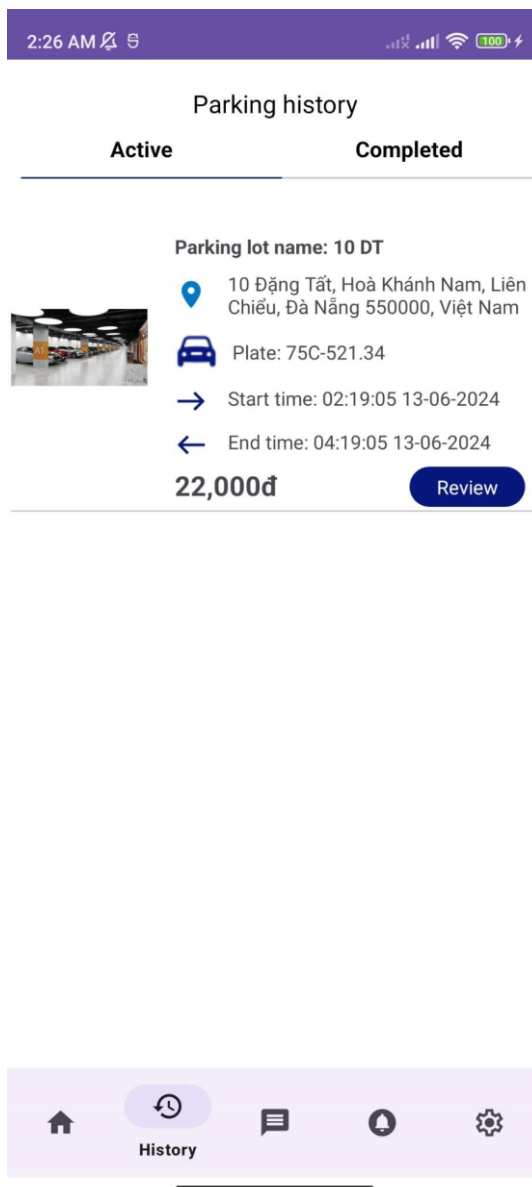 2:26 AM
100
Parking history
Active
Completed
Parking lot name: 10 DT
10 Đặng Tất, Hoà Khánh Nam, Liên
Chiểu, Đà Nẵng 550000, Việt Nam
A1
Plate: 75C-521.34
Start time: 02:19:05 13-06-2024
End time: 04:19:05 13-06-2024
22,000đ
Review
History